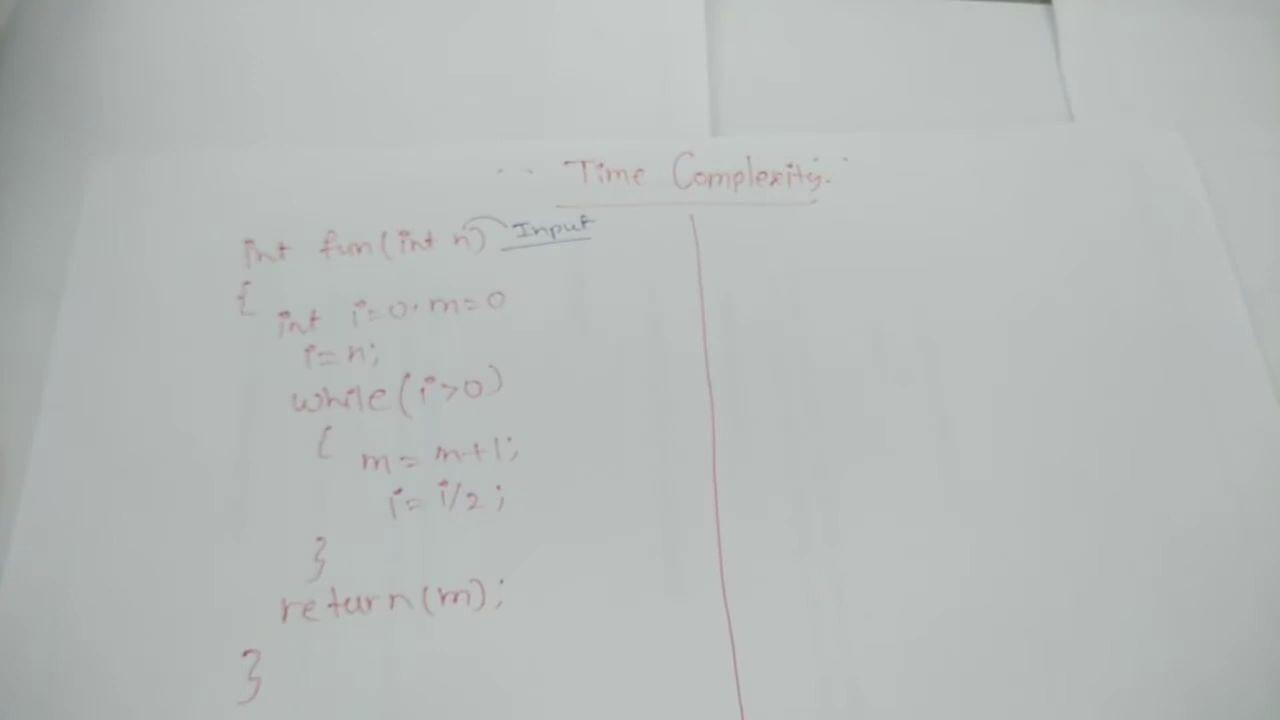 Time Complexity.
int fun(int n) Input
{
int i=0, m=0
i=n;
while(i>0)
{ m= m+1;
i= i/2;
}
return(m);
}